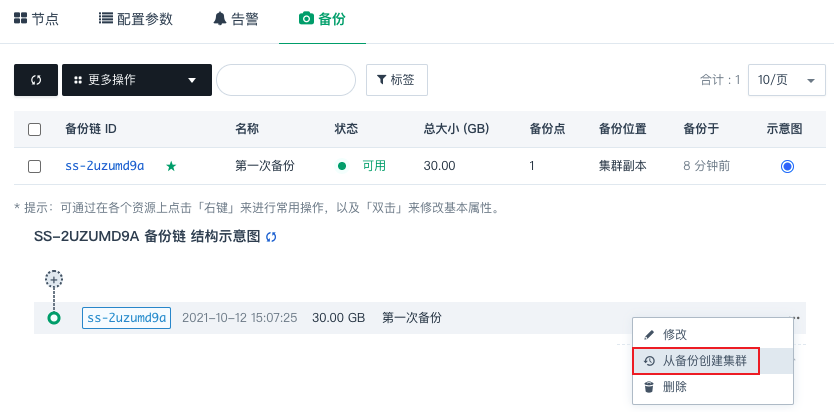 节点 配置参数 告警 备份
更多操作 标签 合计：1 10/页
备份链 ID 名称 状态 总大小 (GB) 备份点 备份位置 备份于 示意图
ss-2uzumd9a 第一次备份 可用 30.00 1 集群副本 8 分钟前
* 提示：可通过在各个资源上点击「右键」来进行常用操作，以及「双击」来修改基本属性。
SS-2UZUMD9A 备份链 结构示意图
ss-2uzumd9a 2021-10-12 15:07:25 30.00 GB 第一次备份
修改
从备份创建集群
删除